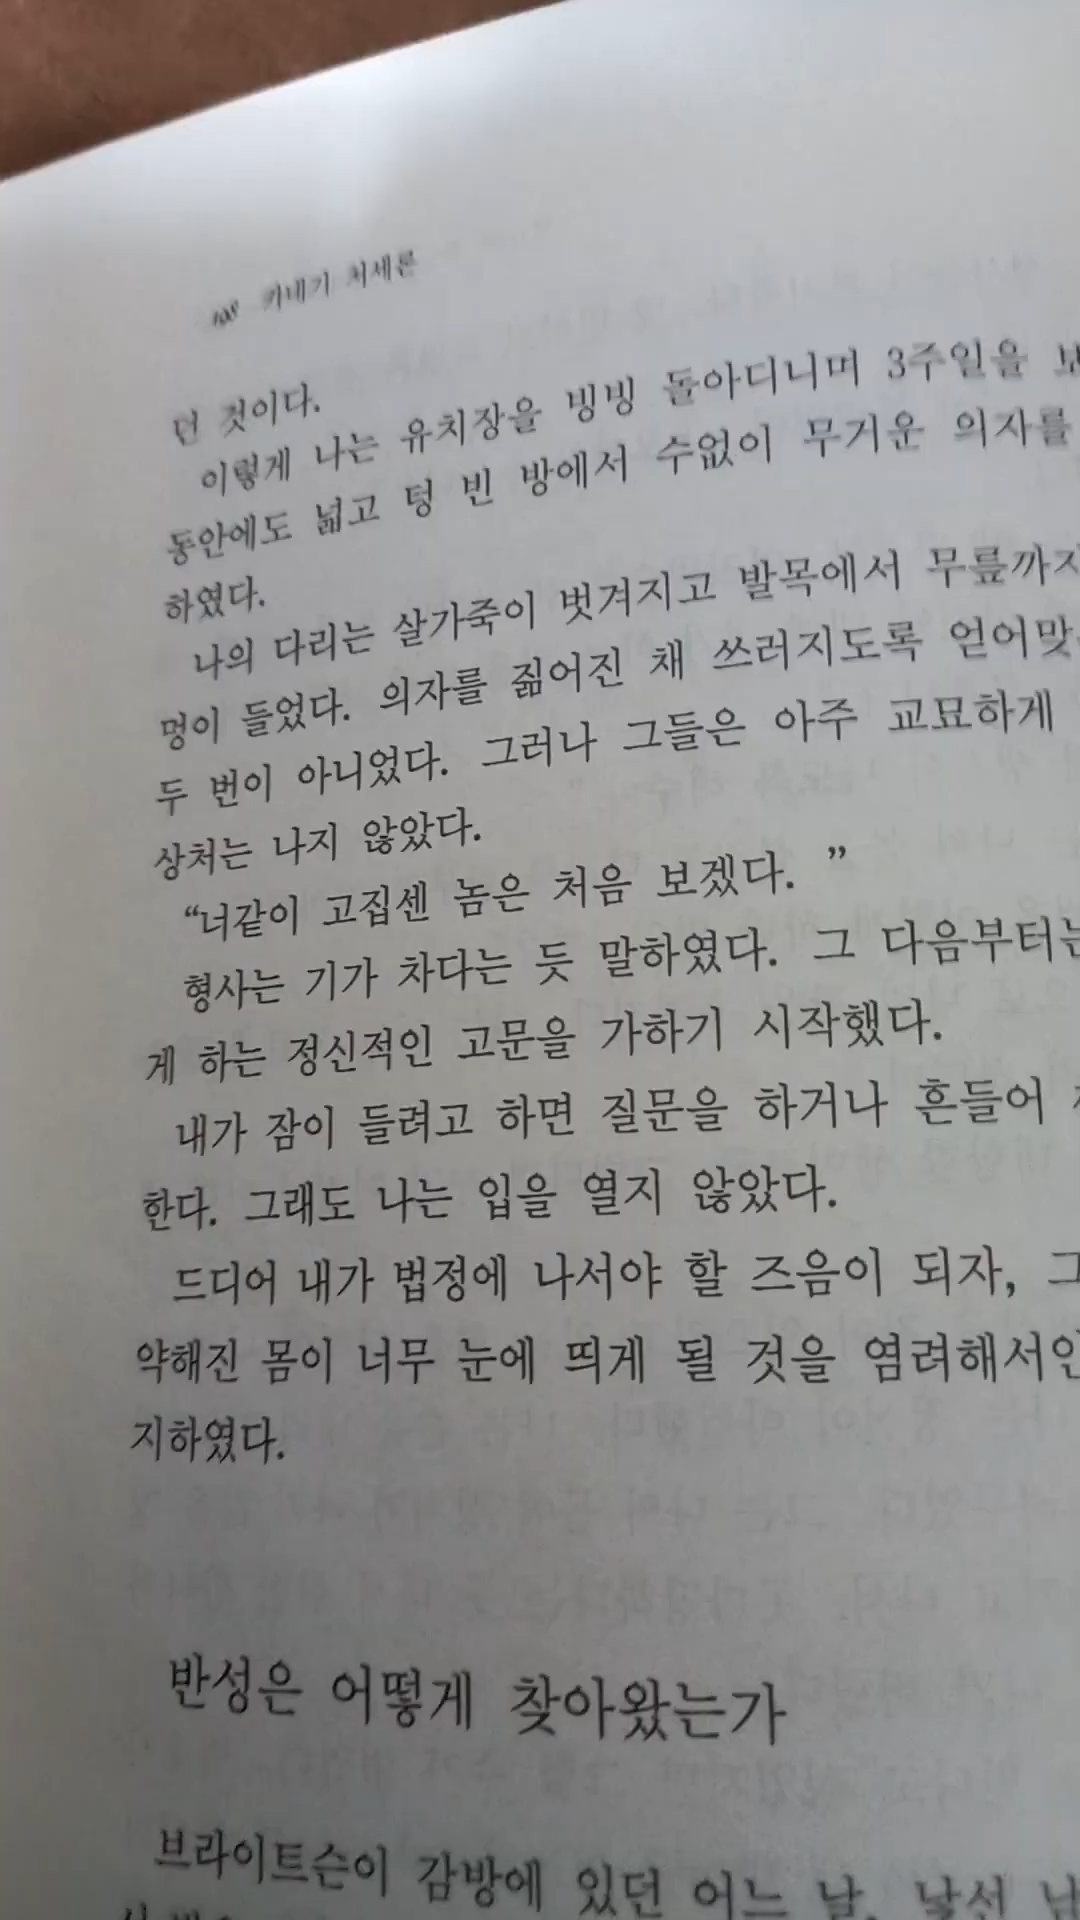 108 카네기 처세론
던 것이다.
이렇게 나는 유치장을 빙빙 돌아디니며 3주일을
동안에도 넓고 텅 빈 방에서 수없이 무거운 의자를
하였다.
나의 다리는 살가죽이 벗겨지고 발목에서 무릎까지
멍이 들었다. 의자를 짊어진 채 쓰러지도록 얻어맞
두 번이 아니었다. 그러나 그들은 아주 교묘하게
상처는 나지 않았다.
“너같이 고집센 놈은 처음 보겠다. ”
형사는 기가 차다는 듯 말하였다. 그 다음부터는
게 하는 정신적인 고문을 가하기 시작했다.
내가 잠이 들려고 하면 질문을 하거나 흔들어
한다. 그래도 나는 입을 열지 않았다.
드디어 내가 법정에 나서야 할 즈음이 되자, 그
약해진 몸이 너무 눈에 띄게 될 것을 염려해서인
지하였다.
반성은 어떻게 찾아왔는가
브라이트슨이 감방에 있던 어느 날, 낯선